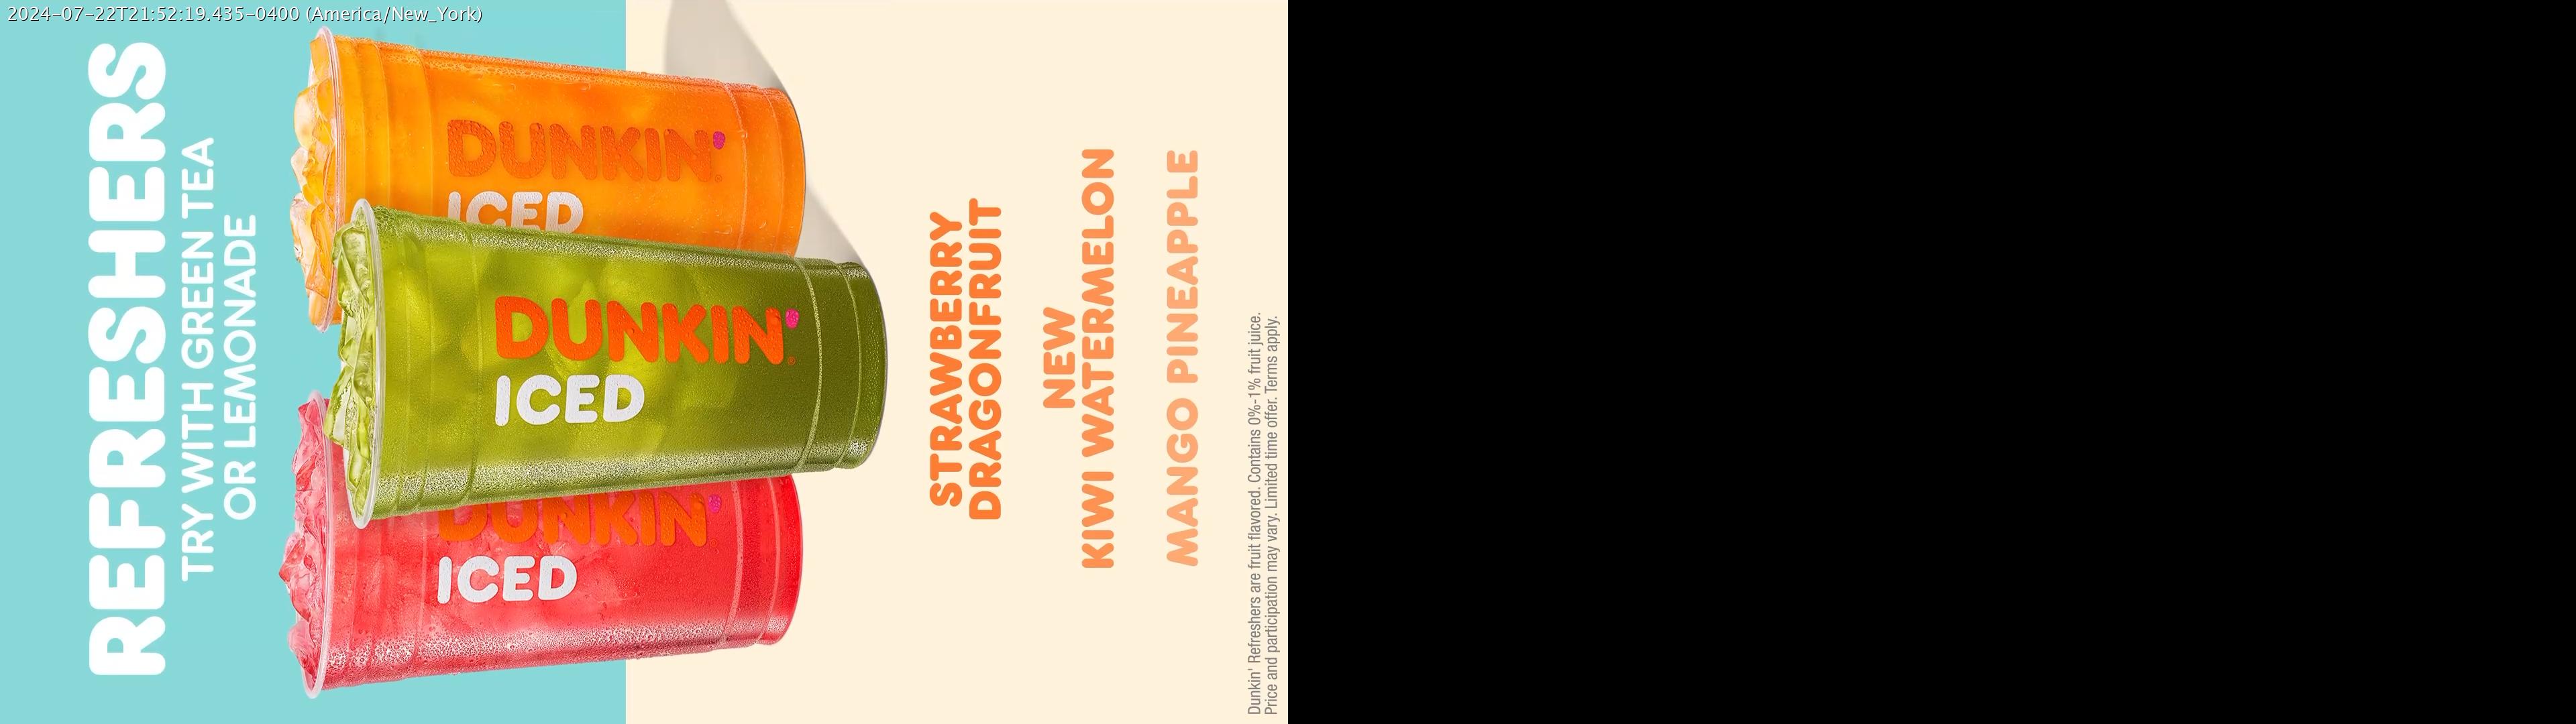 2024-07-22T21:52:19.435-0400 (America/New_York)
REFRESHERS
TRY WITH GREEN TEA
OR LEMONADE
DUNKIN'
ICED
DUNKIN'
ICED
DUNKIN'
ICED
STRAWBERRY
DRAGONFRUIT
NEW
KIWI WATERMELON
MANGO PINEAPPLE
Dunkin' Refreshers are fruit flavored. Contains 0%-1% fruit juice.
Price and participation may vary. Limited time offer. Terms apply.